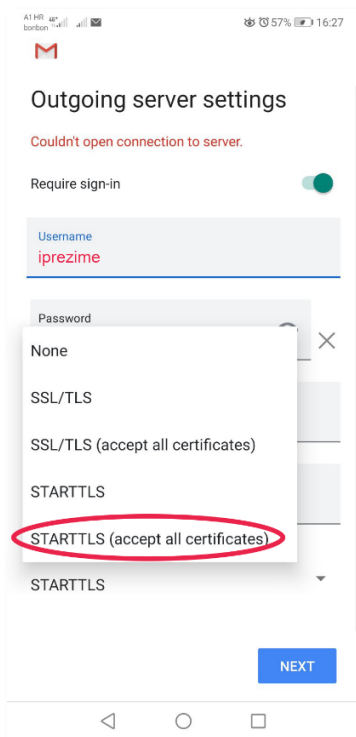 A1 HR
bonbon
57% 16:27
Outgoing server settings
Couldn't open connection to server.
Require sign-in
Username
iprezime
Password
None
SSL/TLS
SSL/TLS (accept all certificates)
STARTTLS
STARTTLS (accept all certificates)
STARTTLS
NEXT